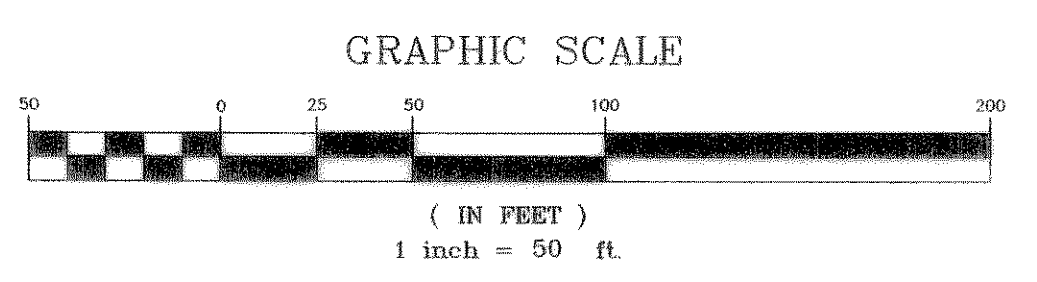 GRAPHIC SCALE
50 0 25 50 100 200
( IN FEET )
1 inch = 50 ft.